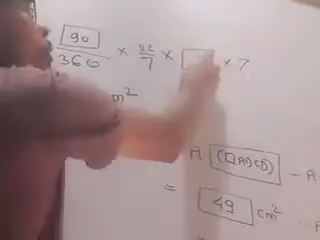 90
360 × 22/7 × × 7
m²
A (□ABCD) - A
= 49 cm²